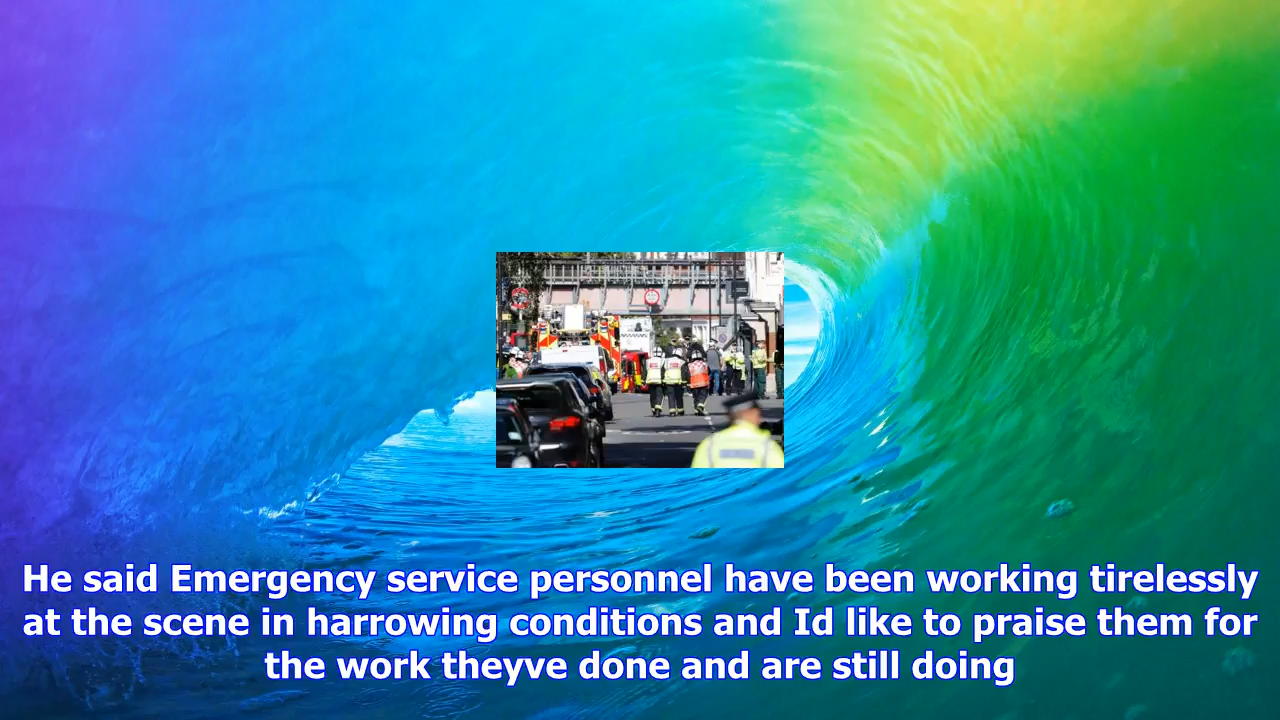 He said Emergency service personnel have been working tirelessly
at the scene in harrowing conditions and Id like to praise them for
the work theyve done and are still doing